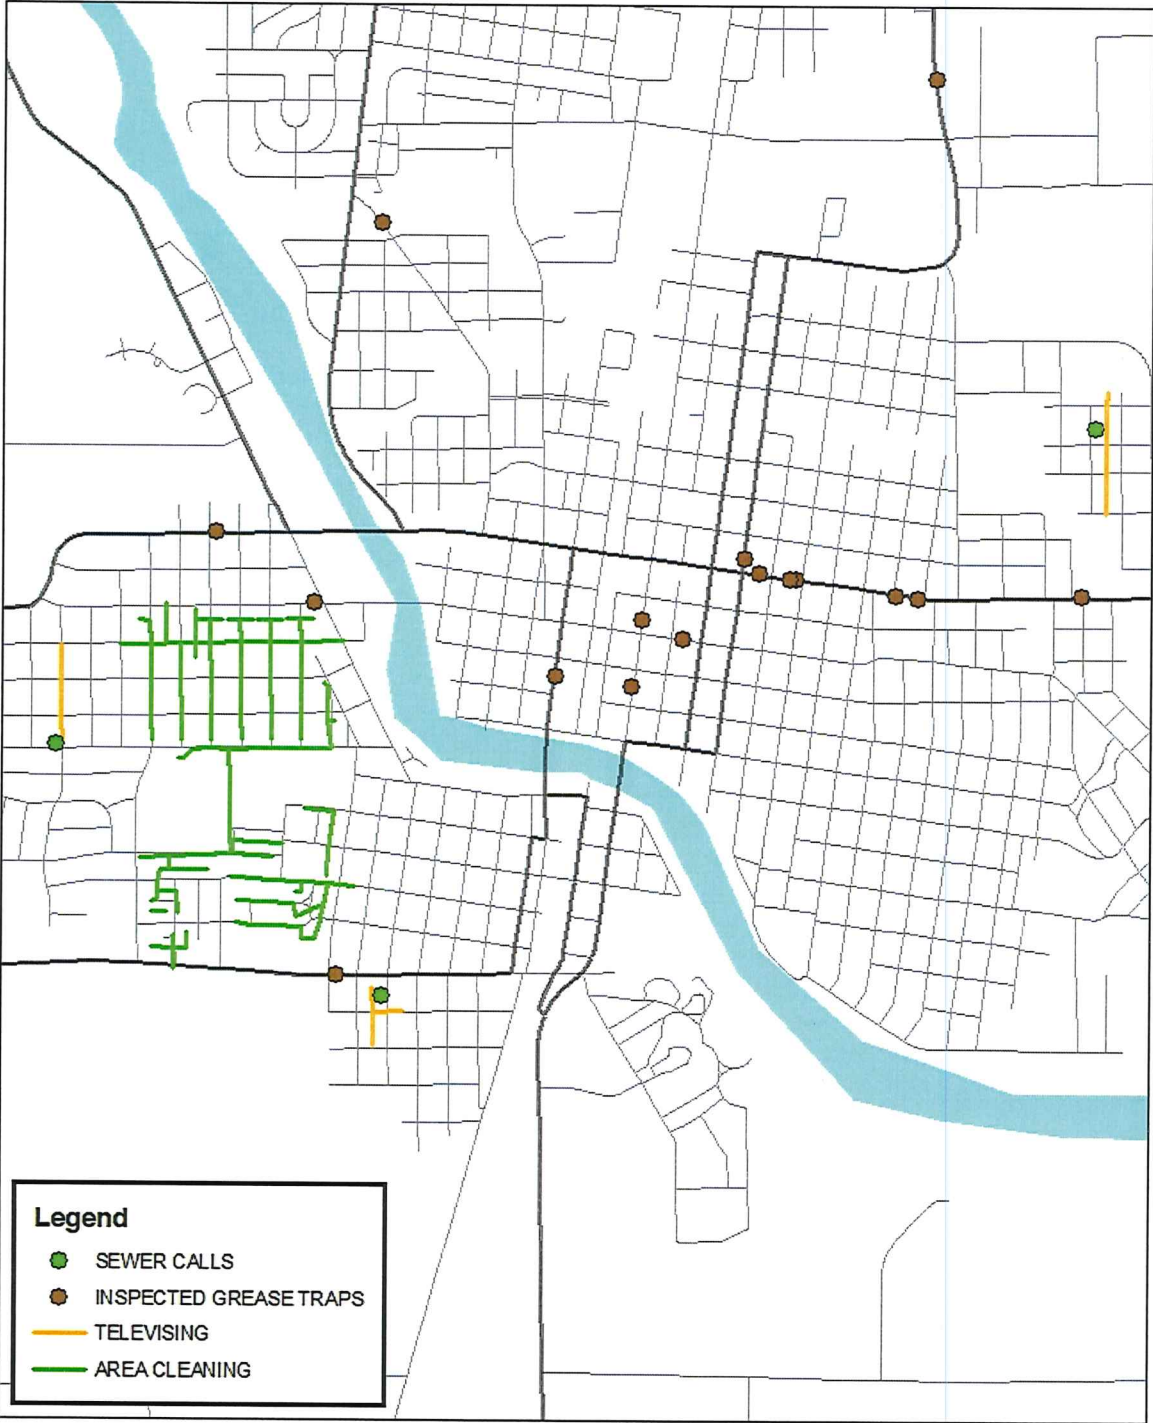 Legend
SEWER CALLS
INSPECTED GREASE TRAPS
TELEVISING
AREA CLEANING